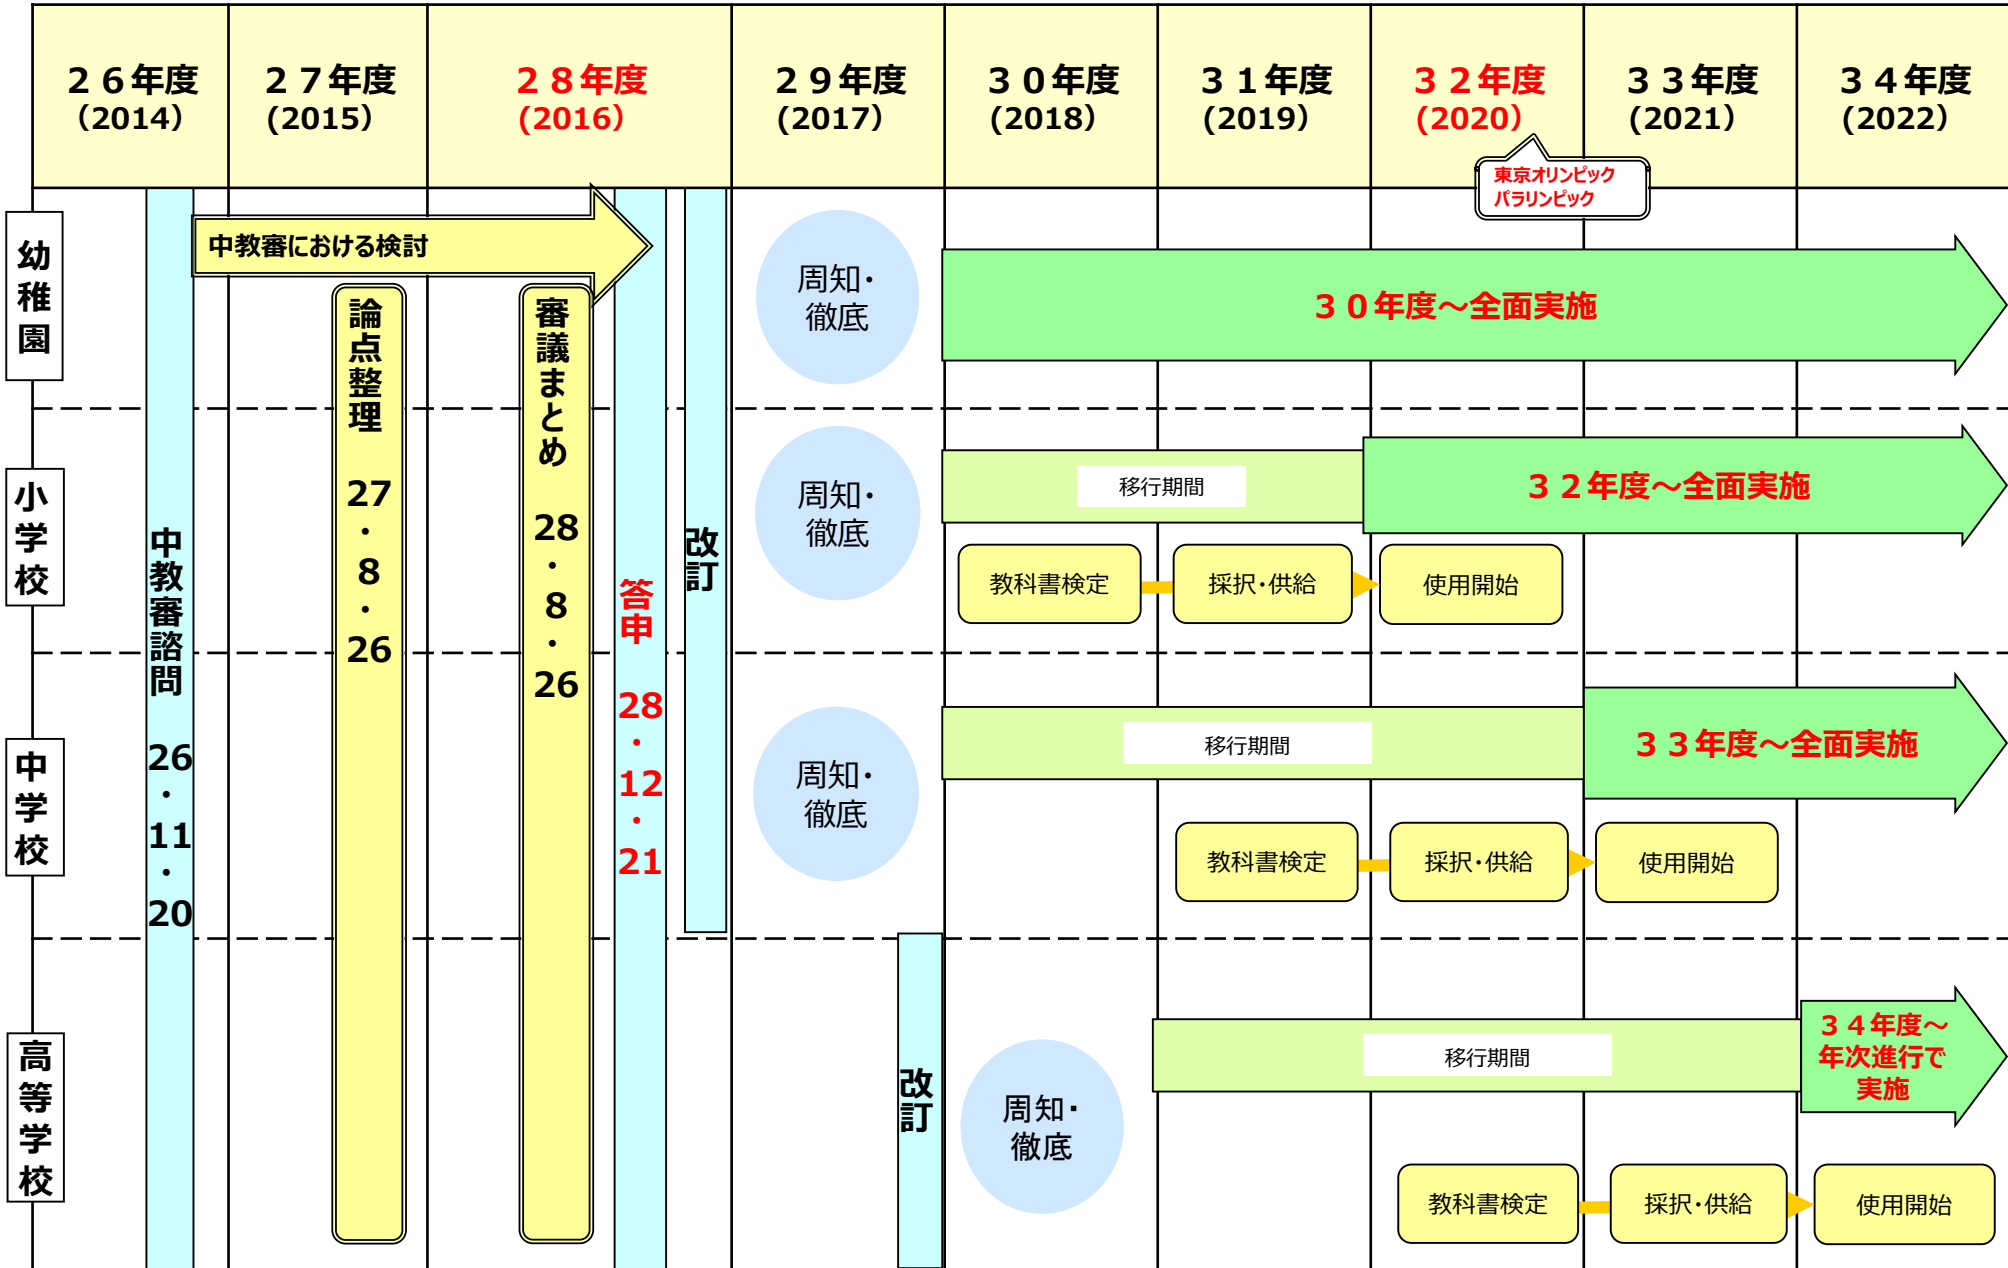 ２６年度
（2014）
２７年度
(2015）
２８年度
(2016）
２９年度
(2017）
３０年度
(2018）
３１年度
(2019）
３２年度
(2020）
３３年度
(2021）
３４年度
(2022）
東京オリンピック
パラリンピック
幼稚園
中教審における検討
周知・
徹底
３０年度～全面実施
小学校
周知・
徹底
移行期間
３２年度～全面実施
教科書検定
採択・供給
使用開始
中学校
周知・
徹底
移行期間
３３年度～全面実施
教科書検定
採択・供給
使用開始
高等学校
周知・
徹底
移行期間
３４年度～
年次進行で
実施
教科書検定
採択・供給
使用開始
中教審諮問 26・11・20
論点整理 27・8・26
審議まとめ 28・8・26
答申 28・12・21
改訂
改訂